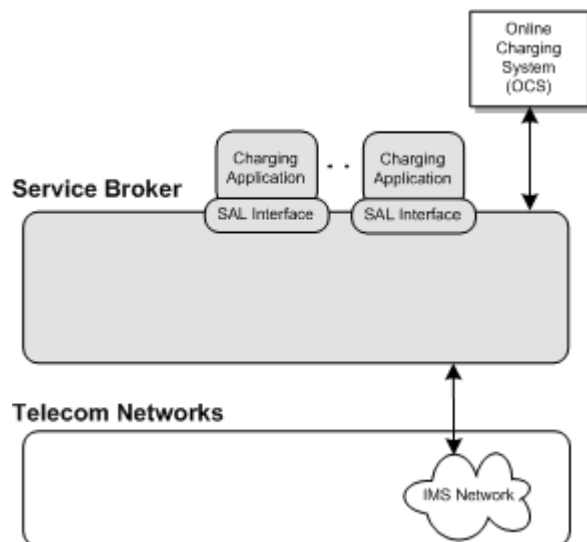 Online
Charging
System
(OCS)
Charging
Application
. .
Charging
Application
Service Broker
SAL Interface
SAL Interface
Telecom Networks
IMS Network